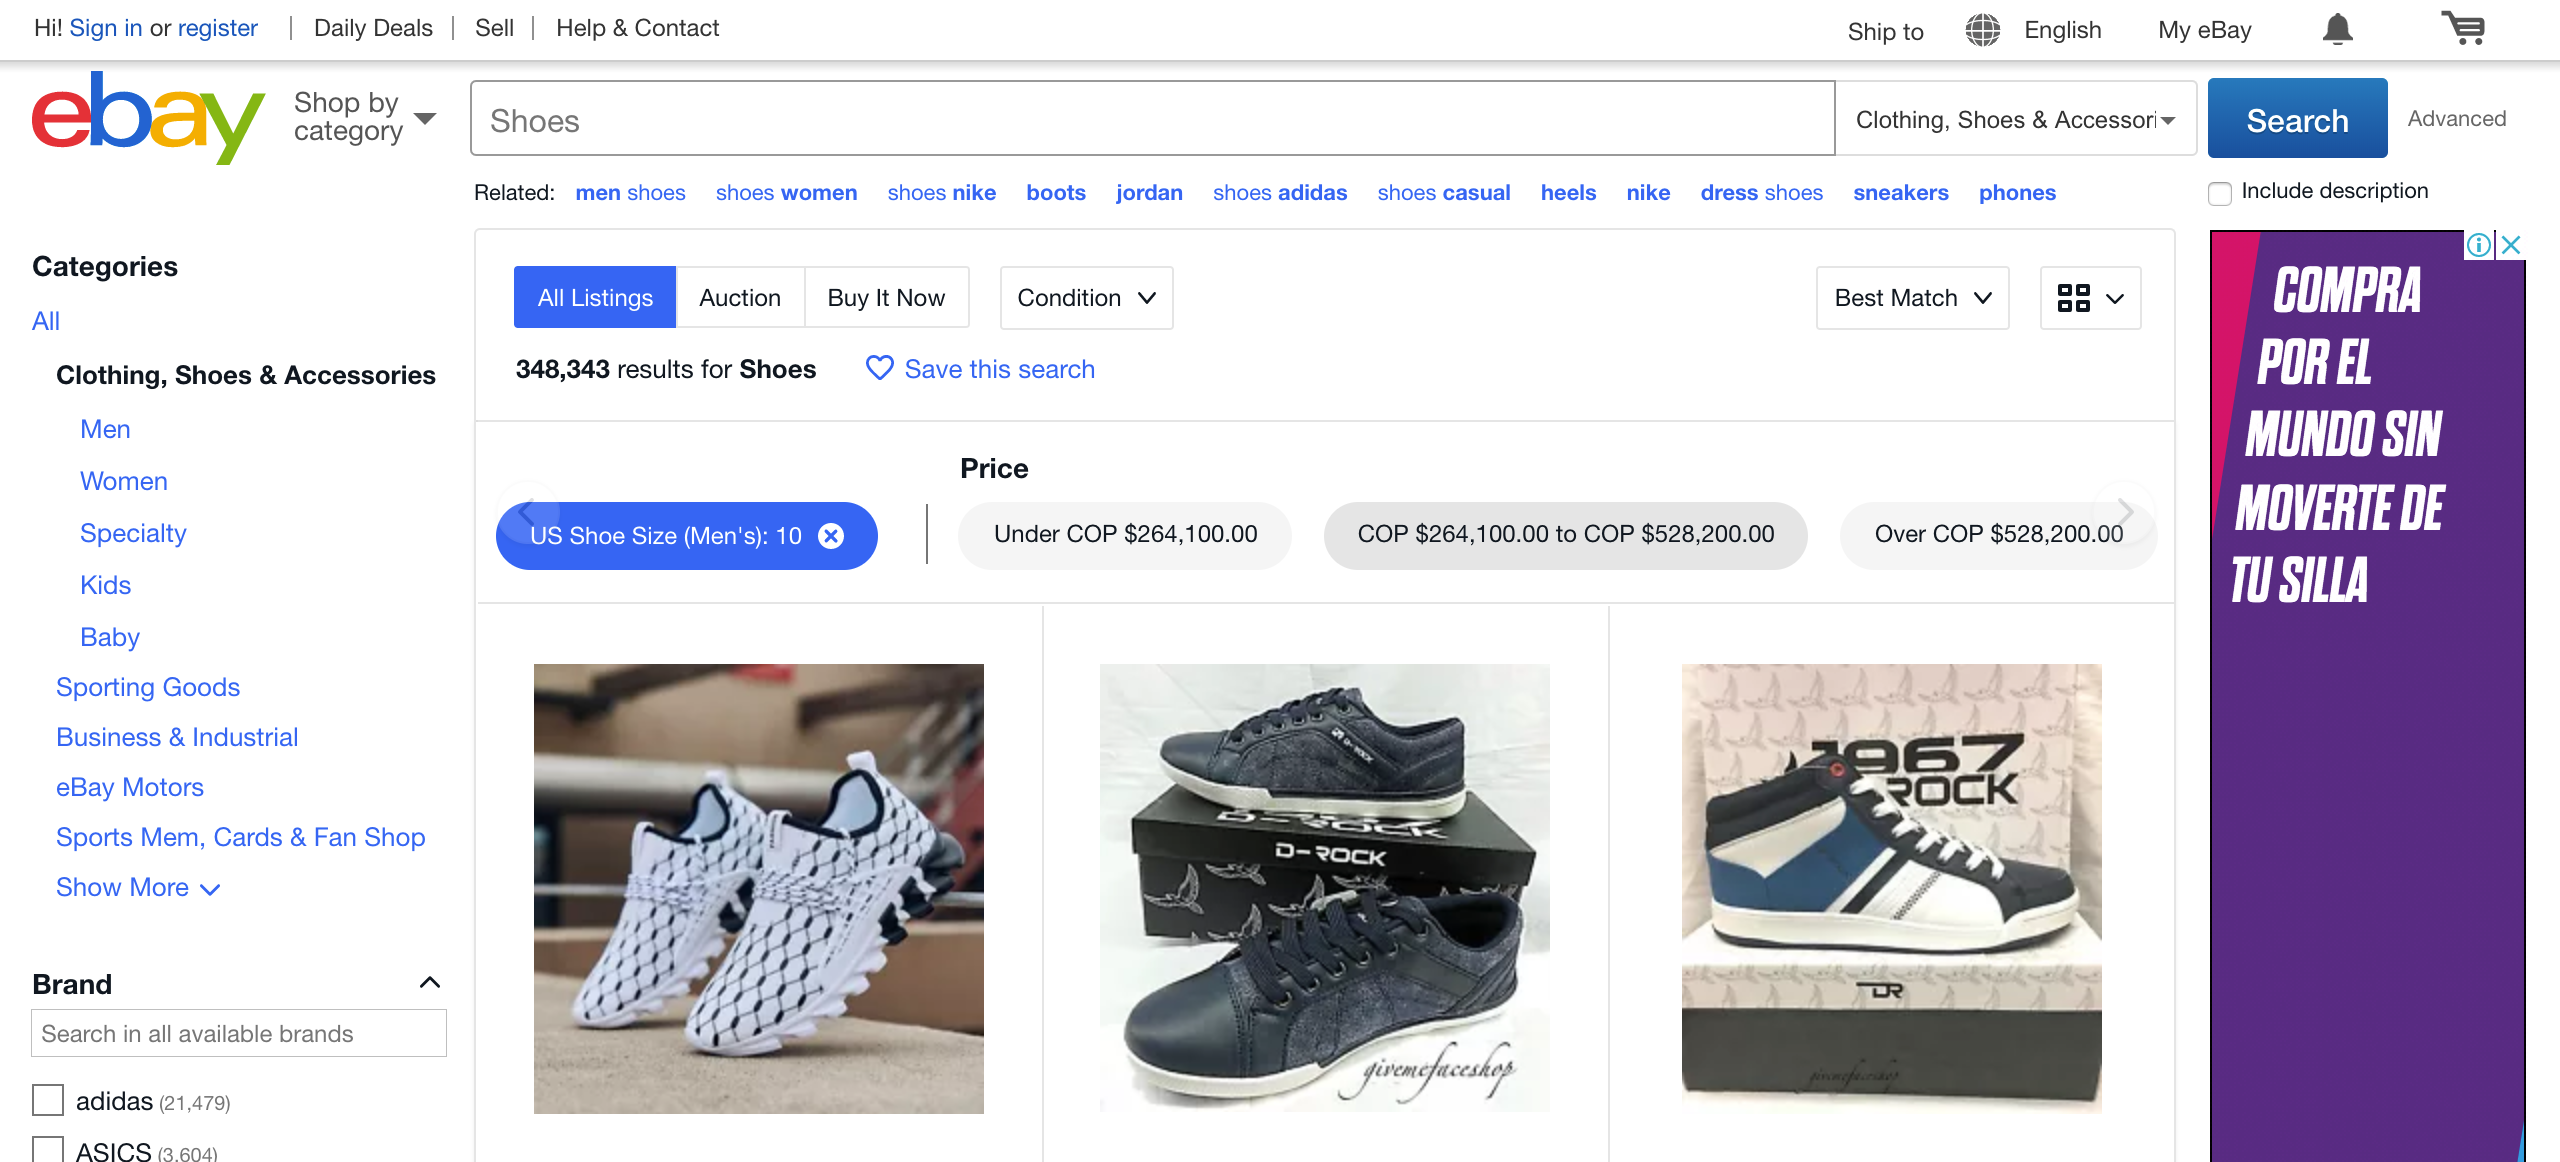 Hi! Sign in or register | Daily Deals | Sell | Help & Contact
Ship to English My eBay
ebay
Shop by
category
Shoes
Clothing, Shoes & Accessori
Search
Advanced
Related: men shoes shoes women shoes nike boots jordan shoes adidas shoes casual heels nike dress shoes sneakers phones
Include description
Categories
All
Clothing, Shoes & Accessories
Men
Women
Specialty
Kids
Baby
Sporting Goods
Business & Industrial
eBay Motors
Sports Mem, Cards & Fan Shop
Show More
Brand
Search in all available brands
adidas (21,479)
ASICS (3,604)
All Listings Auction Buy It Now Condition Best Match
348,343 results for Shoes Save this search
Price
US Shoe Size (Men's): 10 Under COP $264,100.00 COP $264,100.00 to COP $528,200.00 Over COP $528,200.00
D-ROCK
D-ROCK
D-ROCK
givemefaceshop
1967
ROCK
DR
givemefaceshop
COMPRA
POR EL
MUNDO SIN
MOVERTE DE
TU SILLA